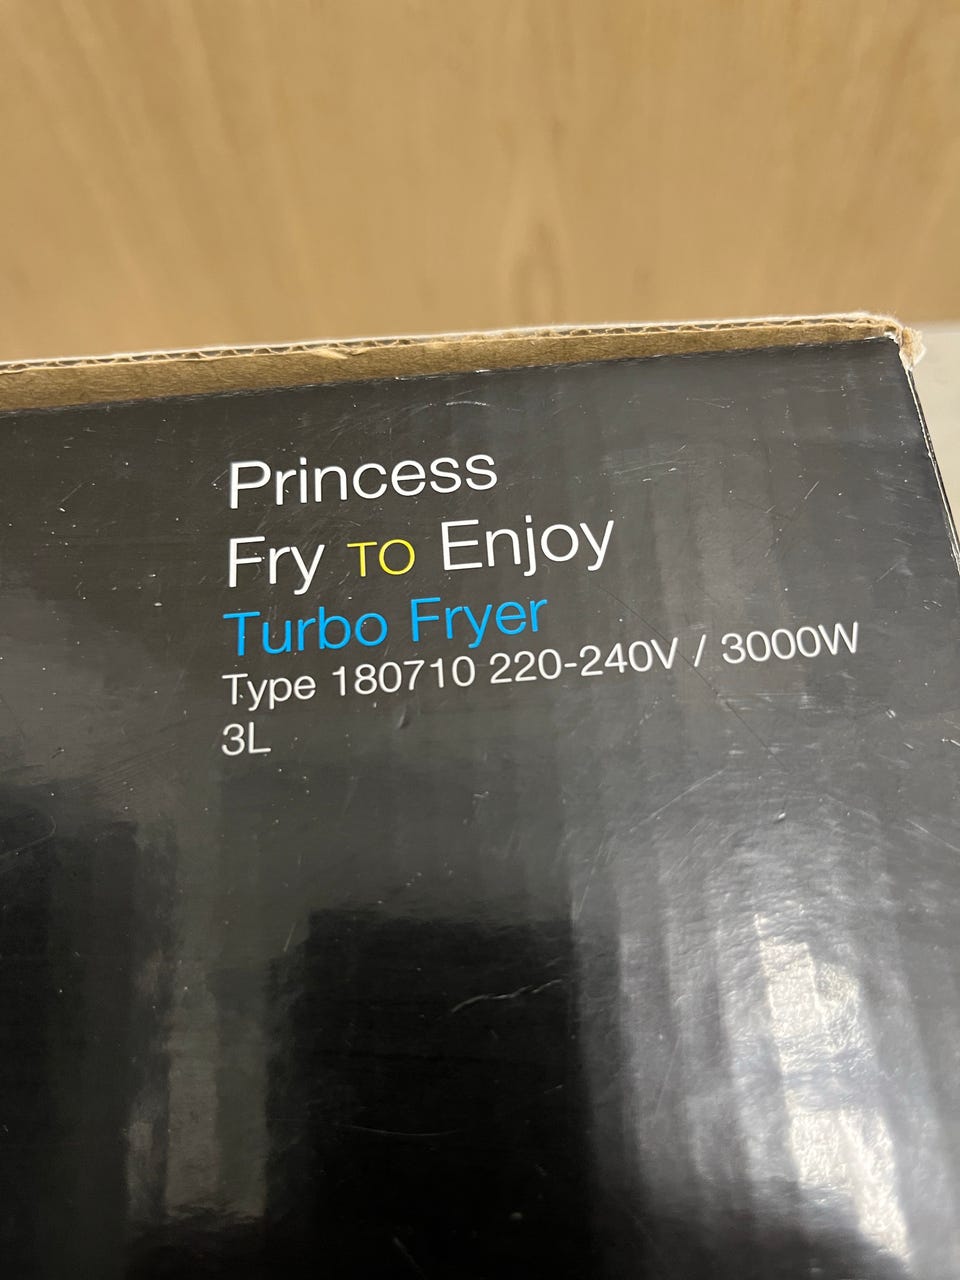 Princess
Fry TO Enjoy
Turbo Fryer
Type 180710 220-240V / 3000W
3L